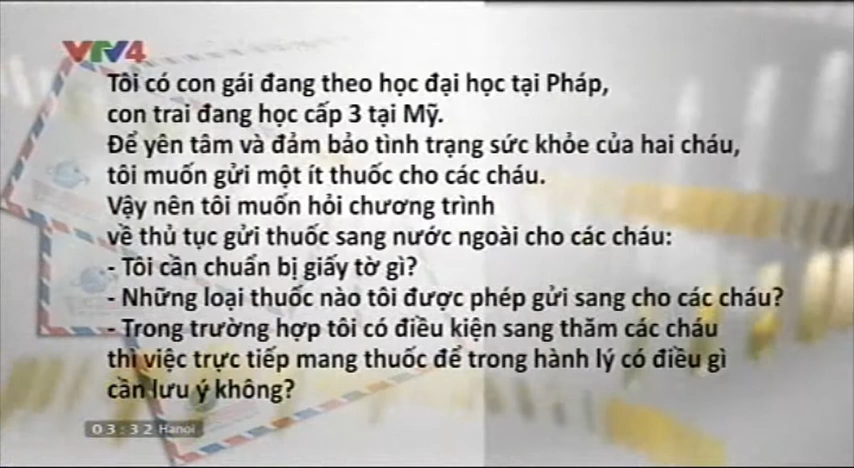 VTV4
Tôi có con gái đang theo học đại học tại Pháp,
con trai đang học cấp 3 tại Mỹ.
Để yên tâm và đảm bảo tình trạng sức khỏe của hai cháu,
tôi muốn gửi một ít thuốc cho các cháu.
Vậy nên tôi muốn hỏi chương trình
về thủ tục gửi thuốc sang nước ngoài cho các cháu:
- Tôi cần chuẩn bị giấy tờ gì?
- Những loại thuốc nào tôi được phép gửi sang cho các cháu?
- Trong trường hợp tôi có điều kiện sang thăm các cháu
thì việc trực tiếp mang thuốc để trong hành lý có điều gì
cần lưu ý không?
03:32 Hanoi